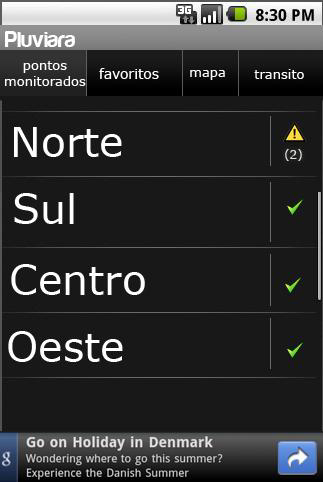 3G 8:30 PM
Pluviara
pontos monitorados favoritos mapa transito
Norte
(2)
Sul
Centro
Oeste
g
Go on Holiday in Denmark
Wondering where to go this summer?
Experience the Danish Summer